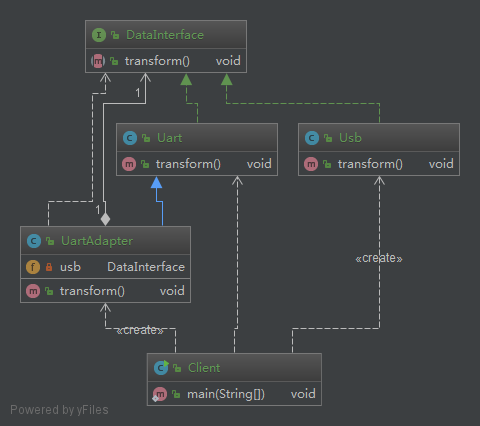 I DataInterface
m transform() void
1
C Uart
m transform() void
C Usb
m transform() void
1
C UartAdapter
f usb DataInterface
m transform() void
«create»
«create»
C Client
m main(String[]) void
Powered by yFiles